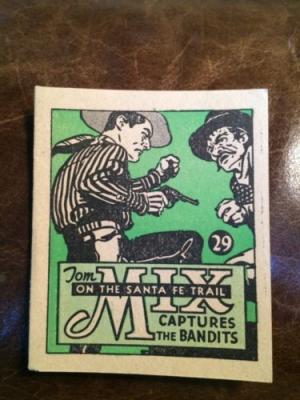 29
Tom
ON THE SANTA FE TRAIL
MIX
CAPTURES
THE BANDITS